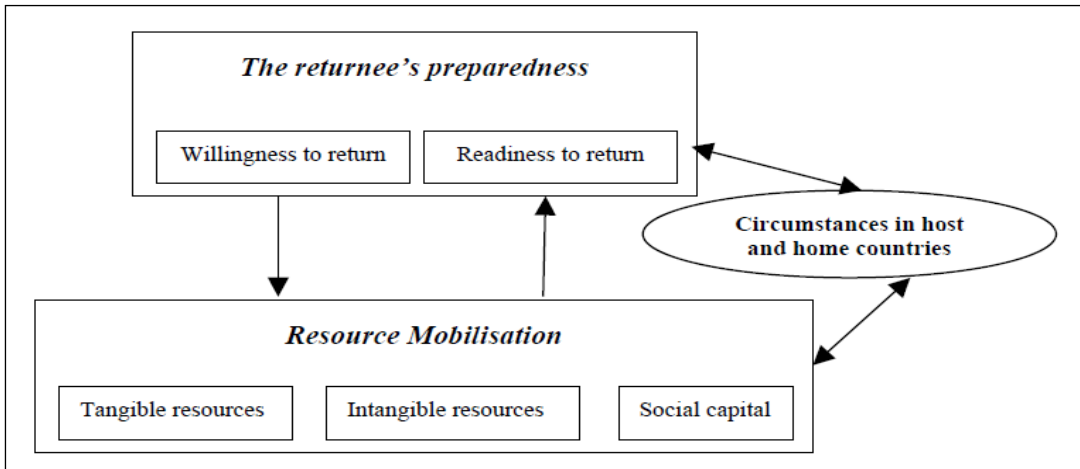 The returnee's preparedness
Willingness to return
Readiness to return
Circumstances in host
and home countries
Resource Mobilisation
Tangible resources
Intangible resources
Social capital